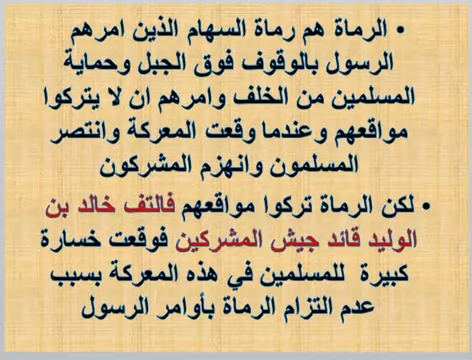 • الرماة هم رماة السهام الذين امرهم
الرسول بالوقوف فوق الجبل وحماية
المسلمين من الخلف وامرهم ان لا يتركوا
مواقعهم وعندما وقعت المعركة وانتصر
المسلمون وانهزم المشركون
• لكن الرماة تركوا مواقعهم فالتف خالد بن
الوليد قائد جيش المشركين فوقعت خسارة
كبيرة للمسلمين في هذه المعركة بسبب
عدم التزام الرماة بأوامر الرسول